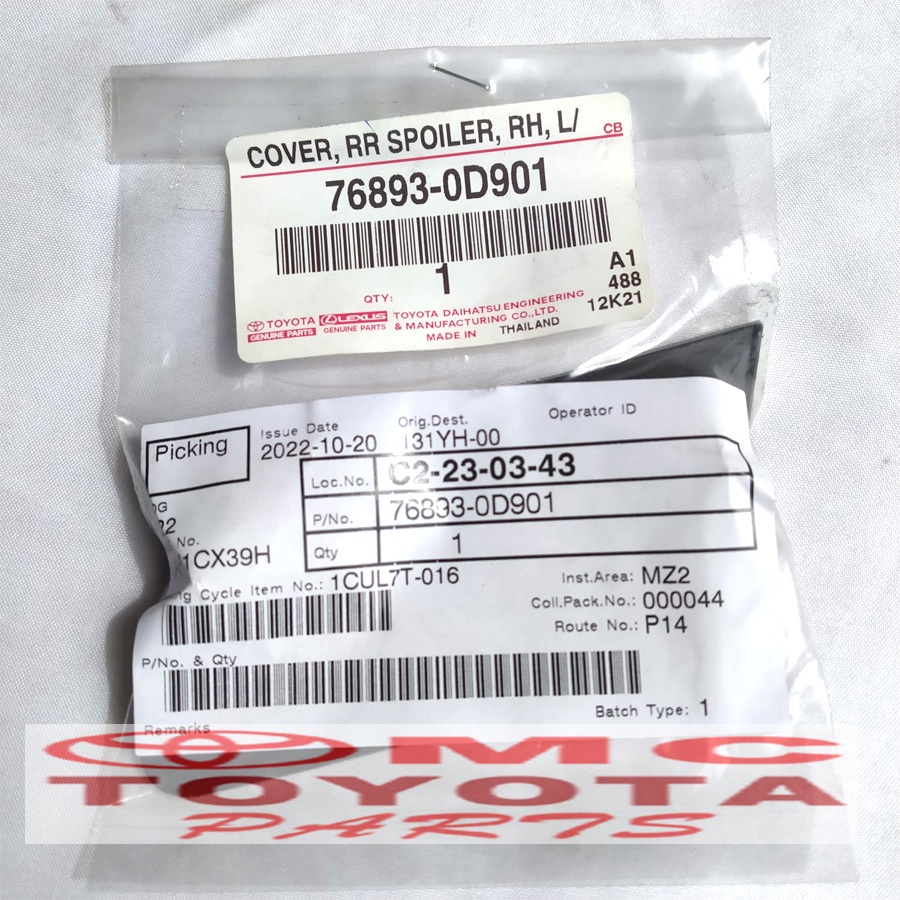 COVER, RR SPOILER, RH, L/
CB
76893-0D901
1
QTY:
A1
488
12K21
TOYOTA
GENUINE PARTS
LEXUS
GENUINE PARTS
TOYOTA DAIHATSU ENGINEERING
& MANUFACTURING CO., LTD.
MADE IN THAILAND
Picking
Issue Date
2022-10-20
Orig.Dest.
131YH-00
Operator ID
Loc.No. C2-23-03-43
P/No. 76893-0D901
Qty 1
No.
1CX39H
Cycle Item No.: 1CUL7T-016
Inst.Area: MZ2
Coll.Pack.No.: 000044
Route No.: P14
P/No. & Qty
Batch Type: 1
Remarks
OMC
TOYOTA
PARTS